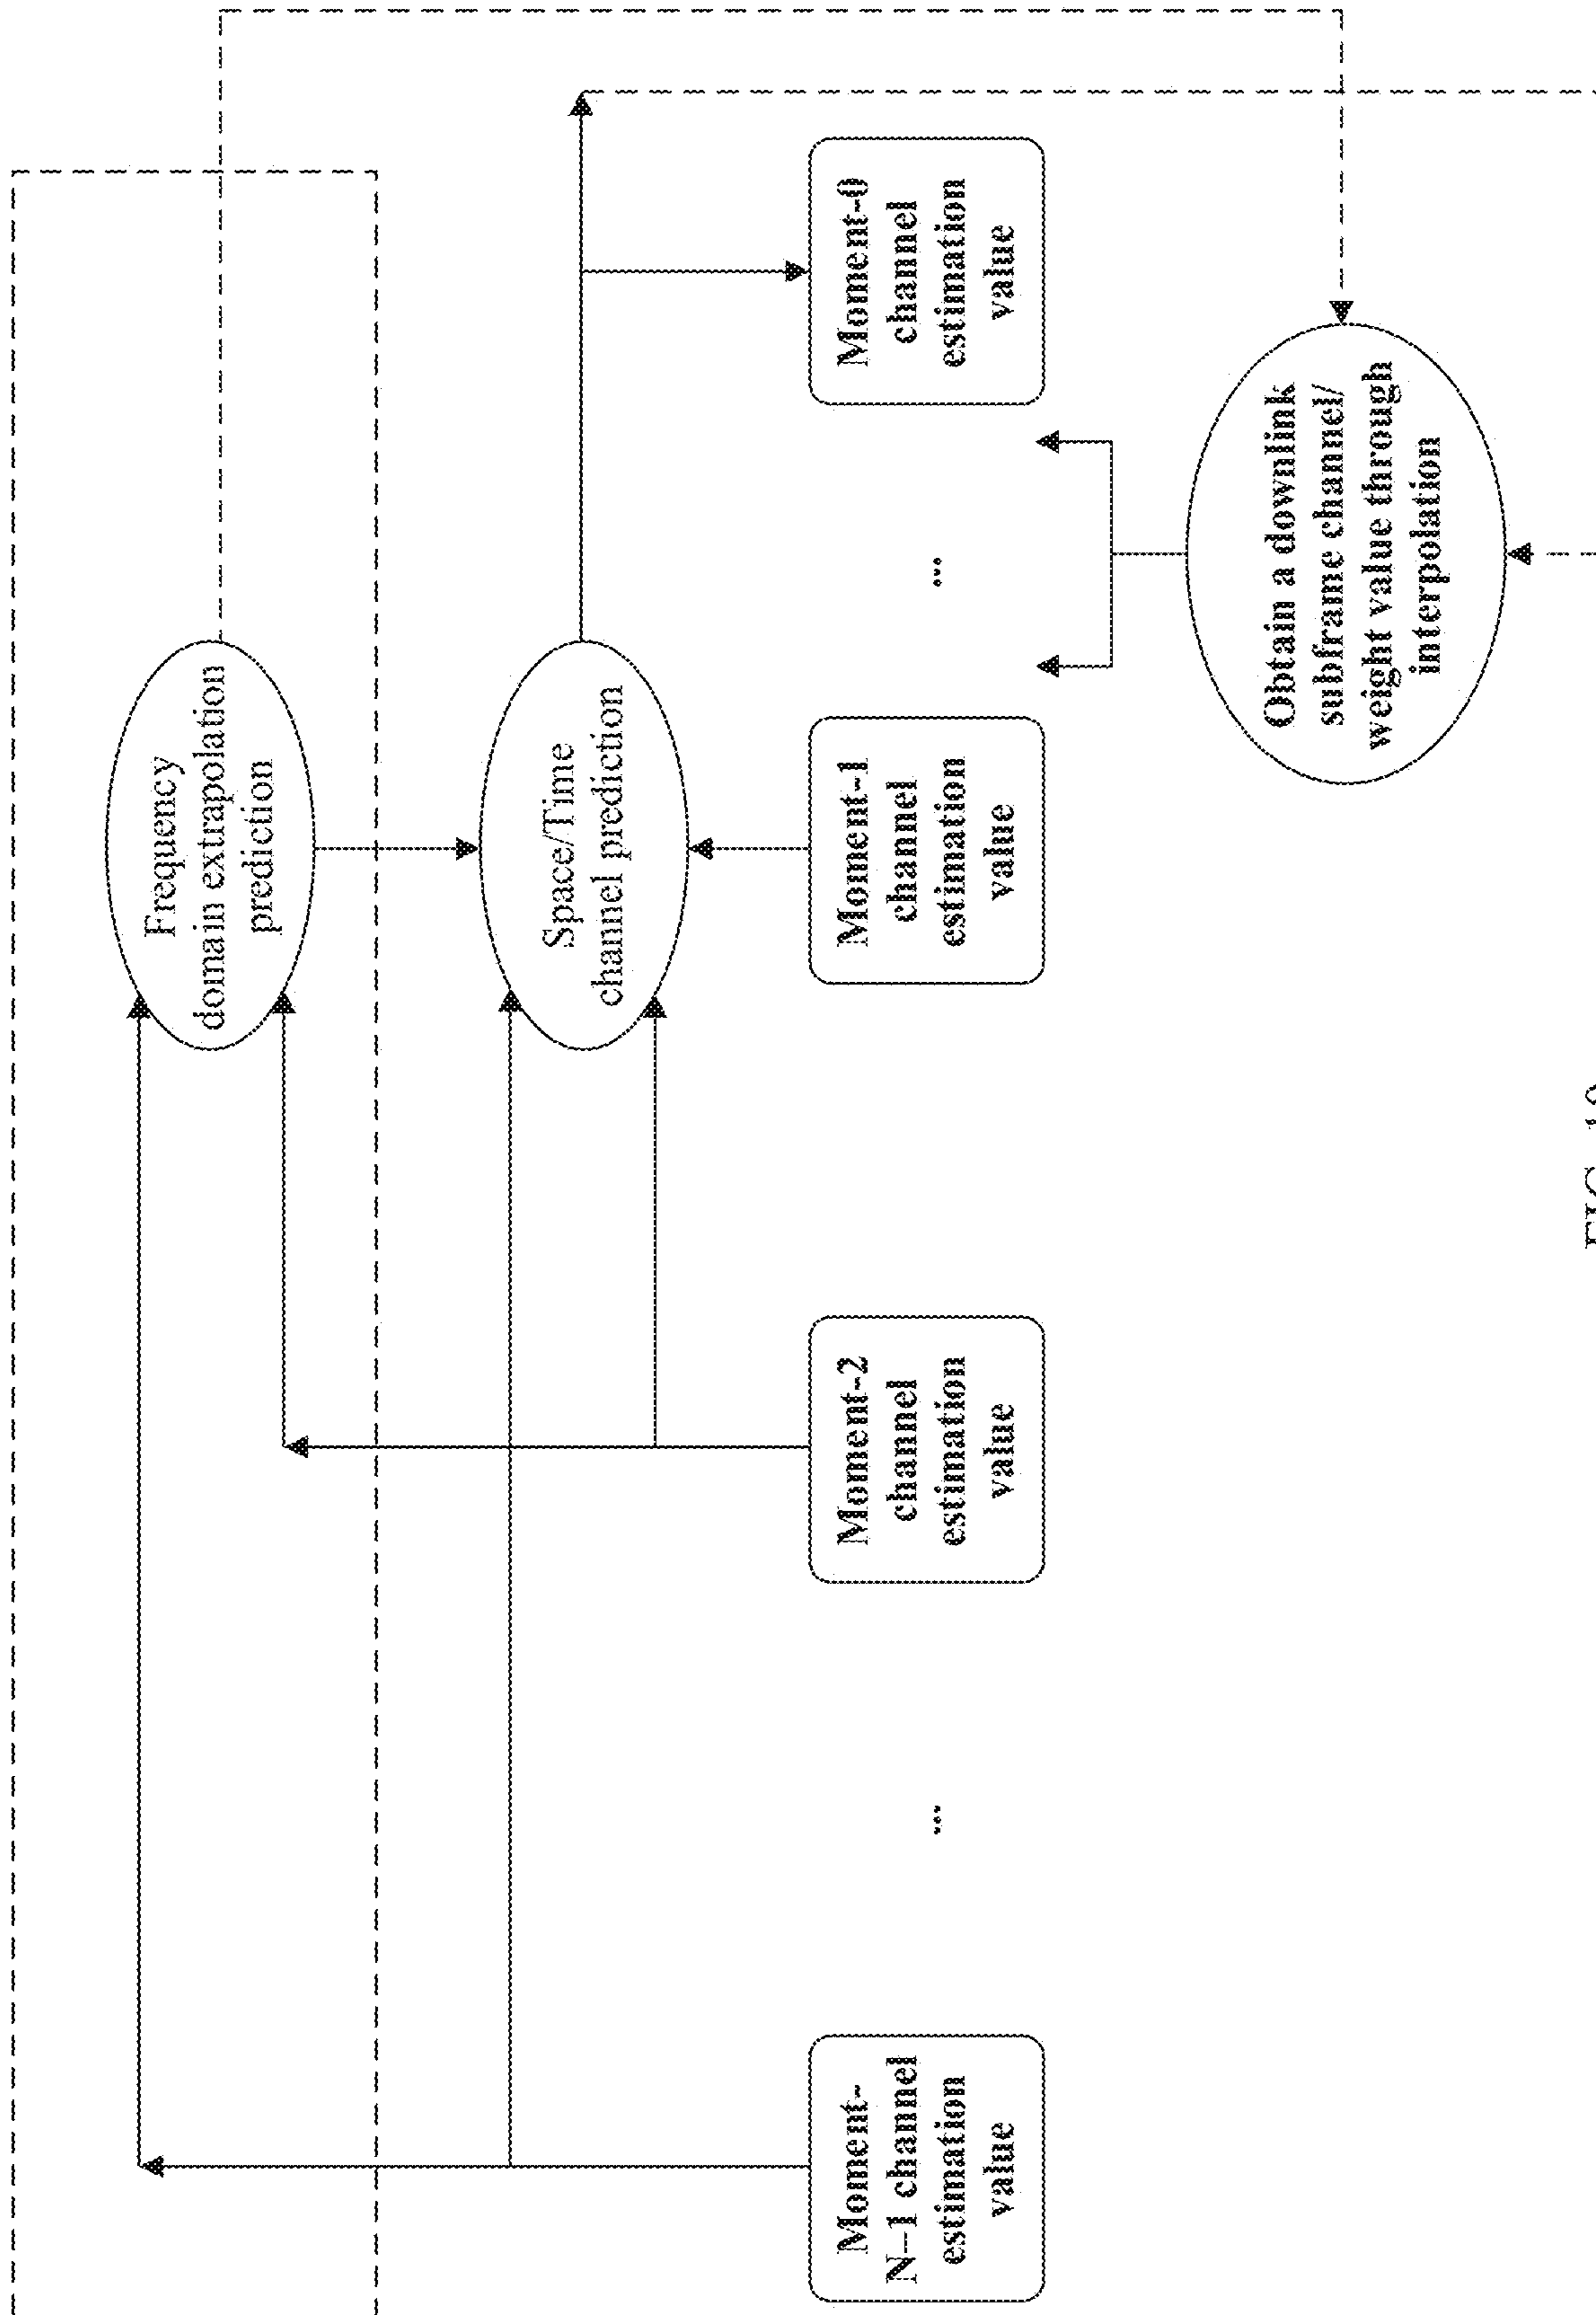 Frequency
domain extrapolation
prediction
Space/Time
channel prediction
Moment-
N-1 channel
estimation
value
...
Moment-2
channel
estimation
value
Moment-1
channel
estimation
value
...
Moment-0
channel
estimation
value
Obtain a downlink
subframe channel/
weight value through
interpolation
FIG.